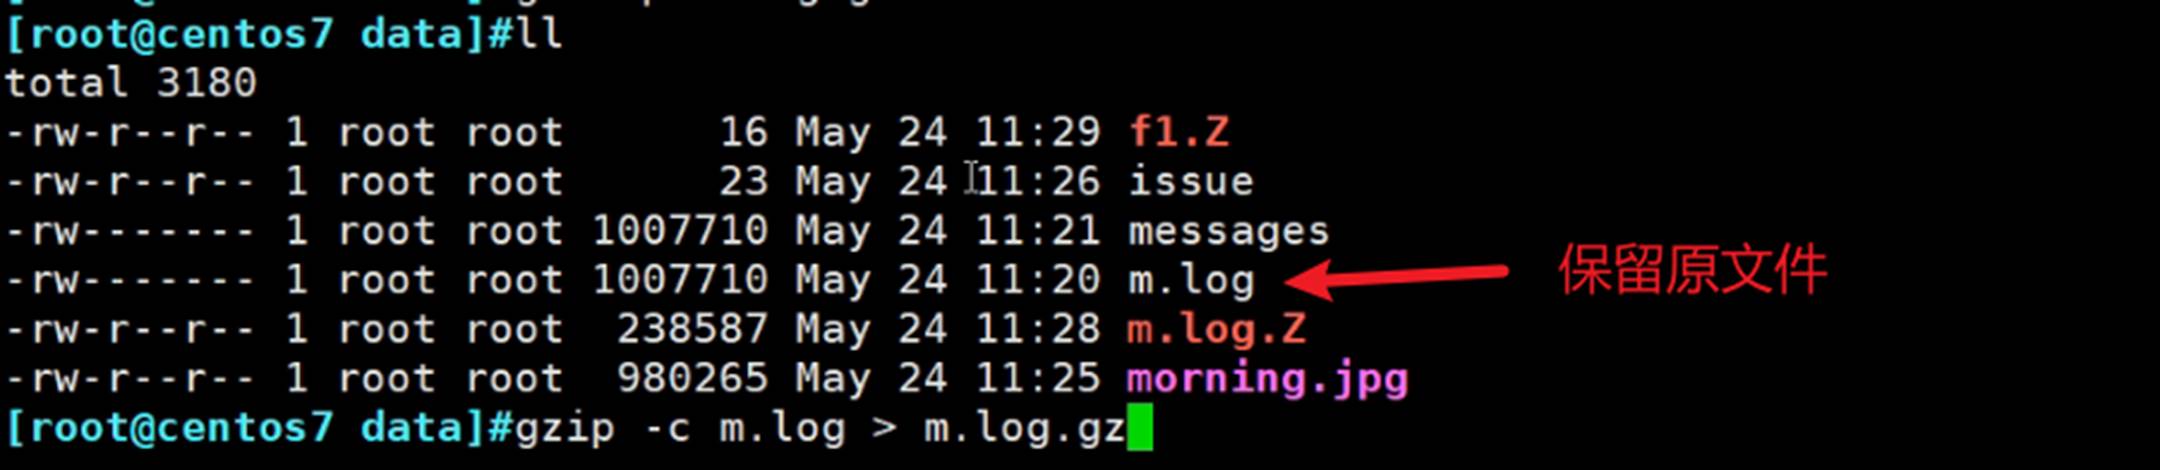 [root@centos7 data]#ll
total 3180
-rw-r--r-- 1 root root      16 May 24 11:29 f1.Z
-rw-r--r-- 1 root root      23 May 24 11:26 issue
-rw------- 1 root root 1007710 May 24 11:21 messages
-rw------- 1 root root 1007710 May 24 11:20 m.log 保留原文件
-rw------- 1 root root  238587 May 24 11:28 m.log.Z
-rw-r--r-- 1 root root  980265 May 24 11:25 morning.jpg
[root@centos7 data]#gzip -c m.log > m.log.gz